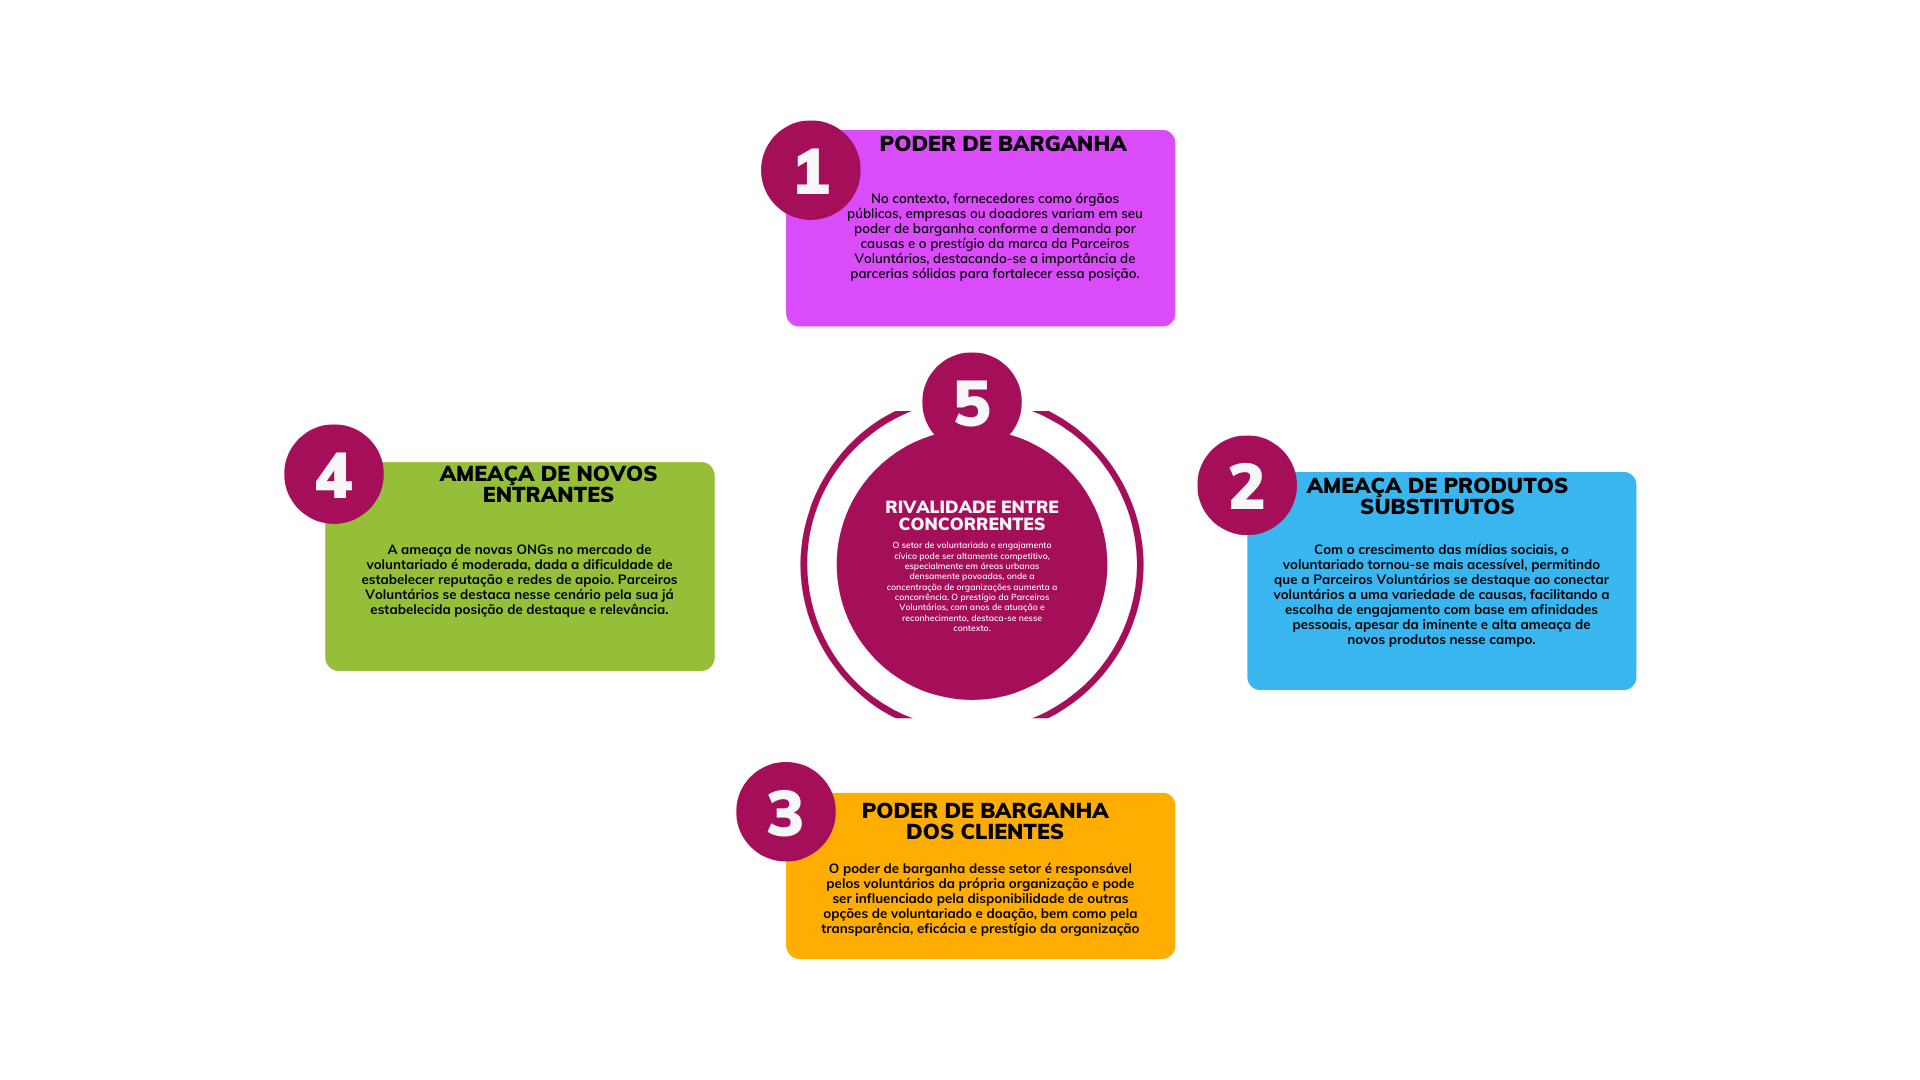 1
PODER DE BARGANHA
No contexto, fornecedores como órgãos
públicos, empresas ou doadores variam em seu
poder de barganha conforme a demanda por
causas e o prestígio da marca da Parceiros
Voluntários, destacando-se a importância de
parcerias sólidas para fortalecer essa posição.
2
AMEAÇA DE PRODUTOS
SUBSTITUTOS
Com o crescimento das mídias sociais, o
voluntariado tornou-se mais acessível, permitindo
que a Parceiros Voluntários se destaque ao conectar
voluntários a uma variedade de causas, facilitando a
escolha de engajamento com base em afinidades
pessoais, apesar da iminente e alta ameaça de
novos produtos nesse campo.
3
PODER DE BARGANHA
DOS CLIENTES
O poder de barganha desse setor é responsável
pelos voluntários da própria organização e pode
ser influenciado pela disponibilidade de outras
opções de voluntariado e doação, bem como pela
transparência, eficácia e prestígio da organização
4
AMEAÇA DE NOVOS
ENTRANTES
A ameaça de novas ONGs no mercado de
voluntariado é moderada, dada a dificuldade de
estabelecer reputação e redes de apoio. Parceiros
Voluntários se destaca nesse cenário pela sua já
estabelecida posição de destaque e relevância.
5
RIVALIDADE ENTRE
CONCORRENTES
O setor de voluntariado e engajamento
cívico pode ser altamente competitivo,
especialmente em áreas urbanas
densamente povoadas, onde a
concentração de organizações aumenta a
concorrência. O prestígio da Parceiros
Voluntários, com anos de atuação e
reconhecimento, destaca-se nesse
contexto.